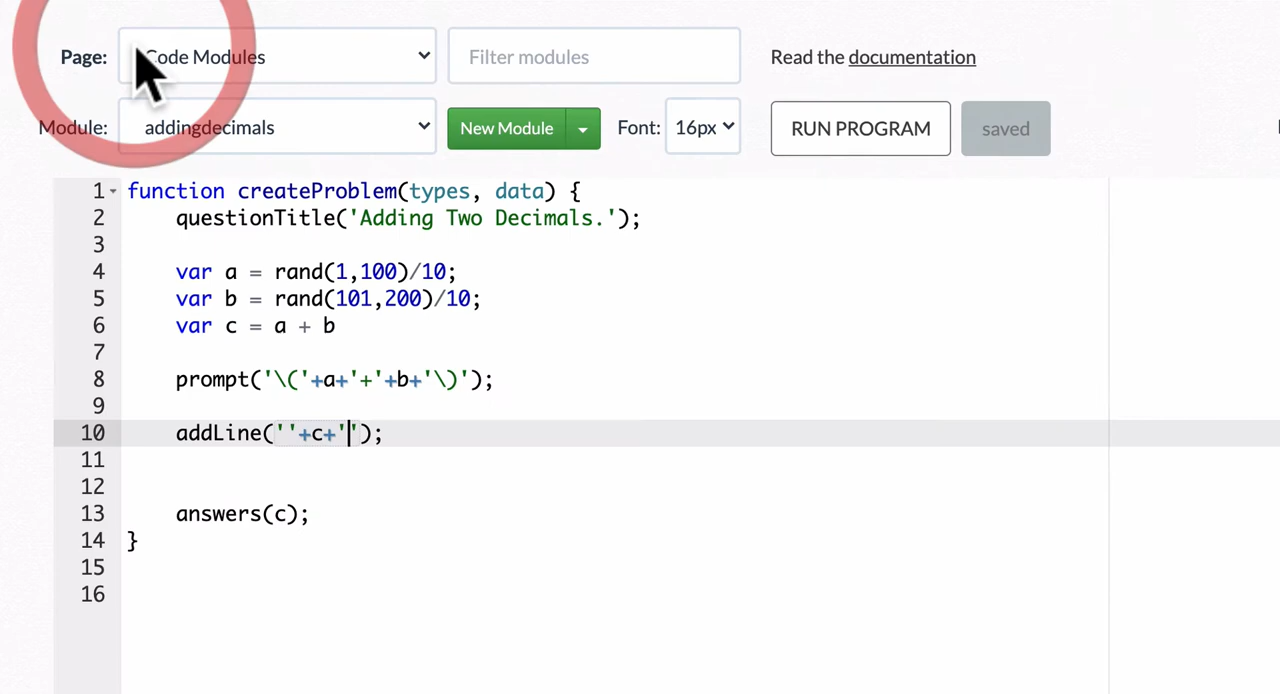 Page: Code Modules Filter modules Read the documentation
Module: addingdecimals New Module Font: 16px RUN PROGRAM saved
1 function createProblem(types, data) {
2 questionTitle('Adding Two Decimals.');
3
4 var a = rand(1,100)/10;
5 var b = rand(101,200)/10;
6 var c = a + b
7
8 prompt('\('+a+'+'+b+'\)');
9
10 addLine(''+c+'');
11
12
13 answers(c);
14 }
15
16